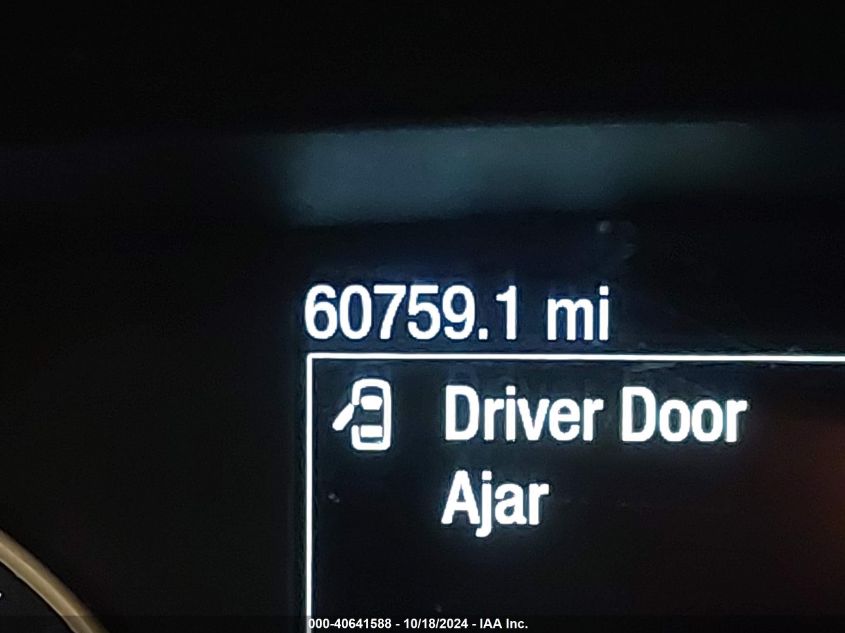 60759.1 mi
Driver Door
Ajar
000-40641588 - 10/18/2024 - IAA Inc.